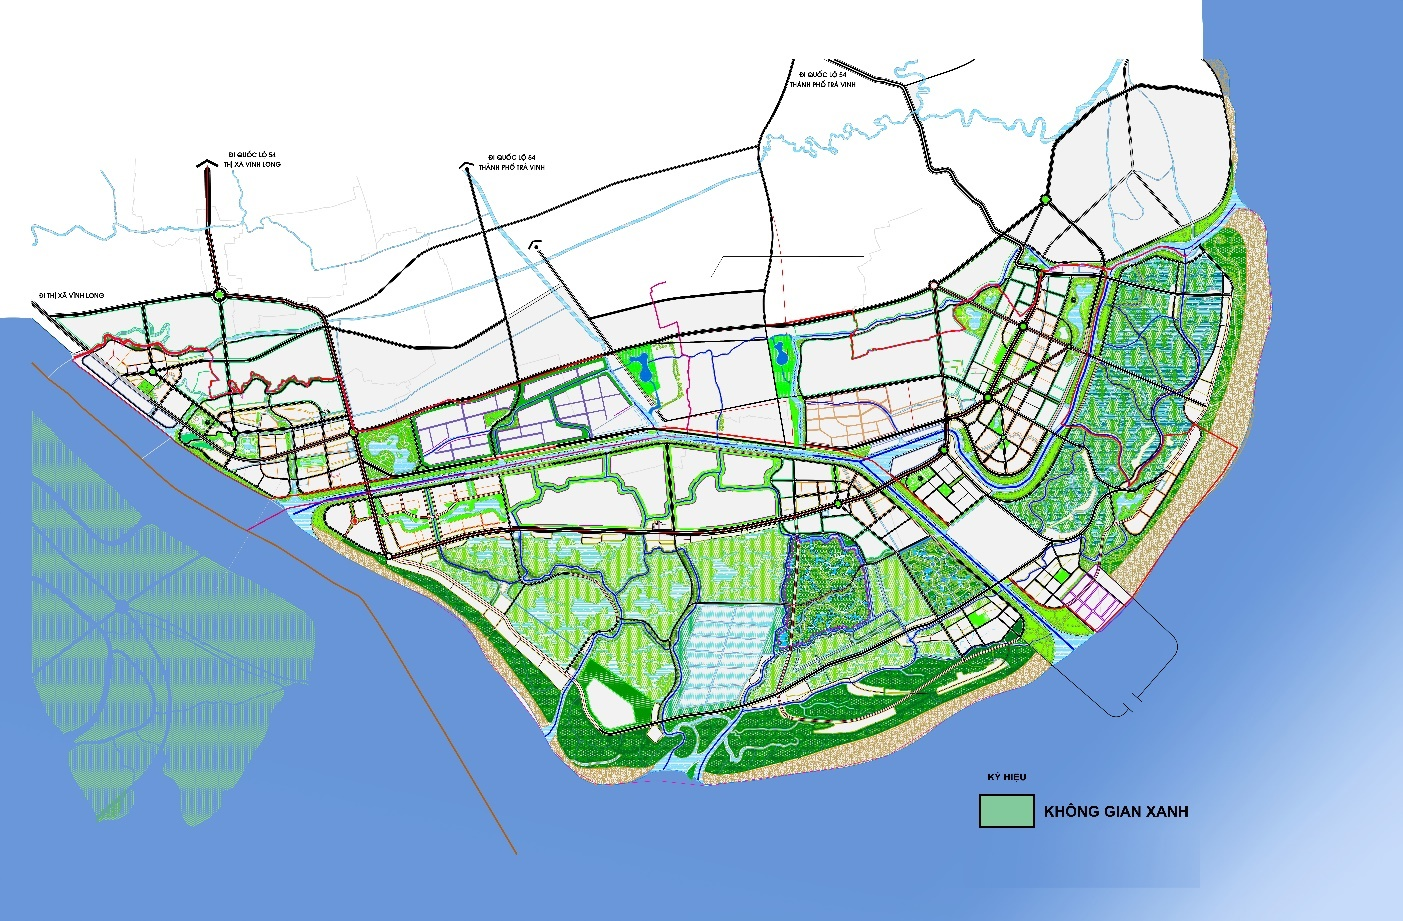 ĐI QUỐC LỘ 54
THÀNH PHỐ TRÀ VINH
ĐI QUỐC LỘ 54
THỊ XÃ VĨNH LONG
ĐI QUỐC LỘ 54
THÀNH PHỐ TRÀ VINH
ĐI THỊ XÃ VĨNH LONG
KÝ HIỆU
KHÔNG GIAN XANH